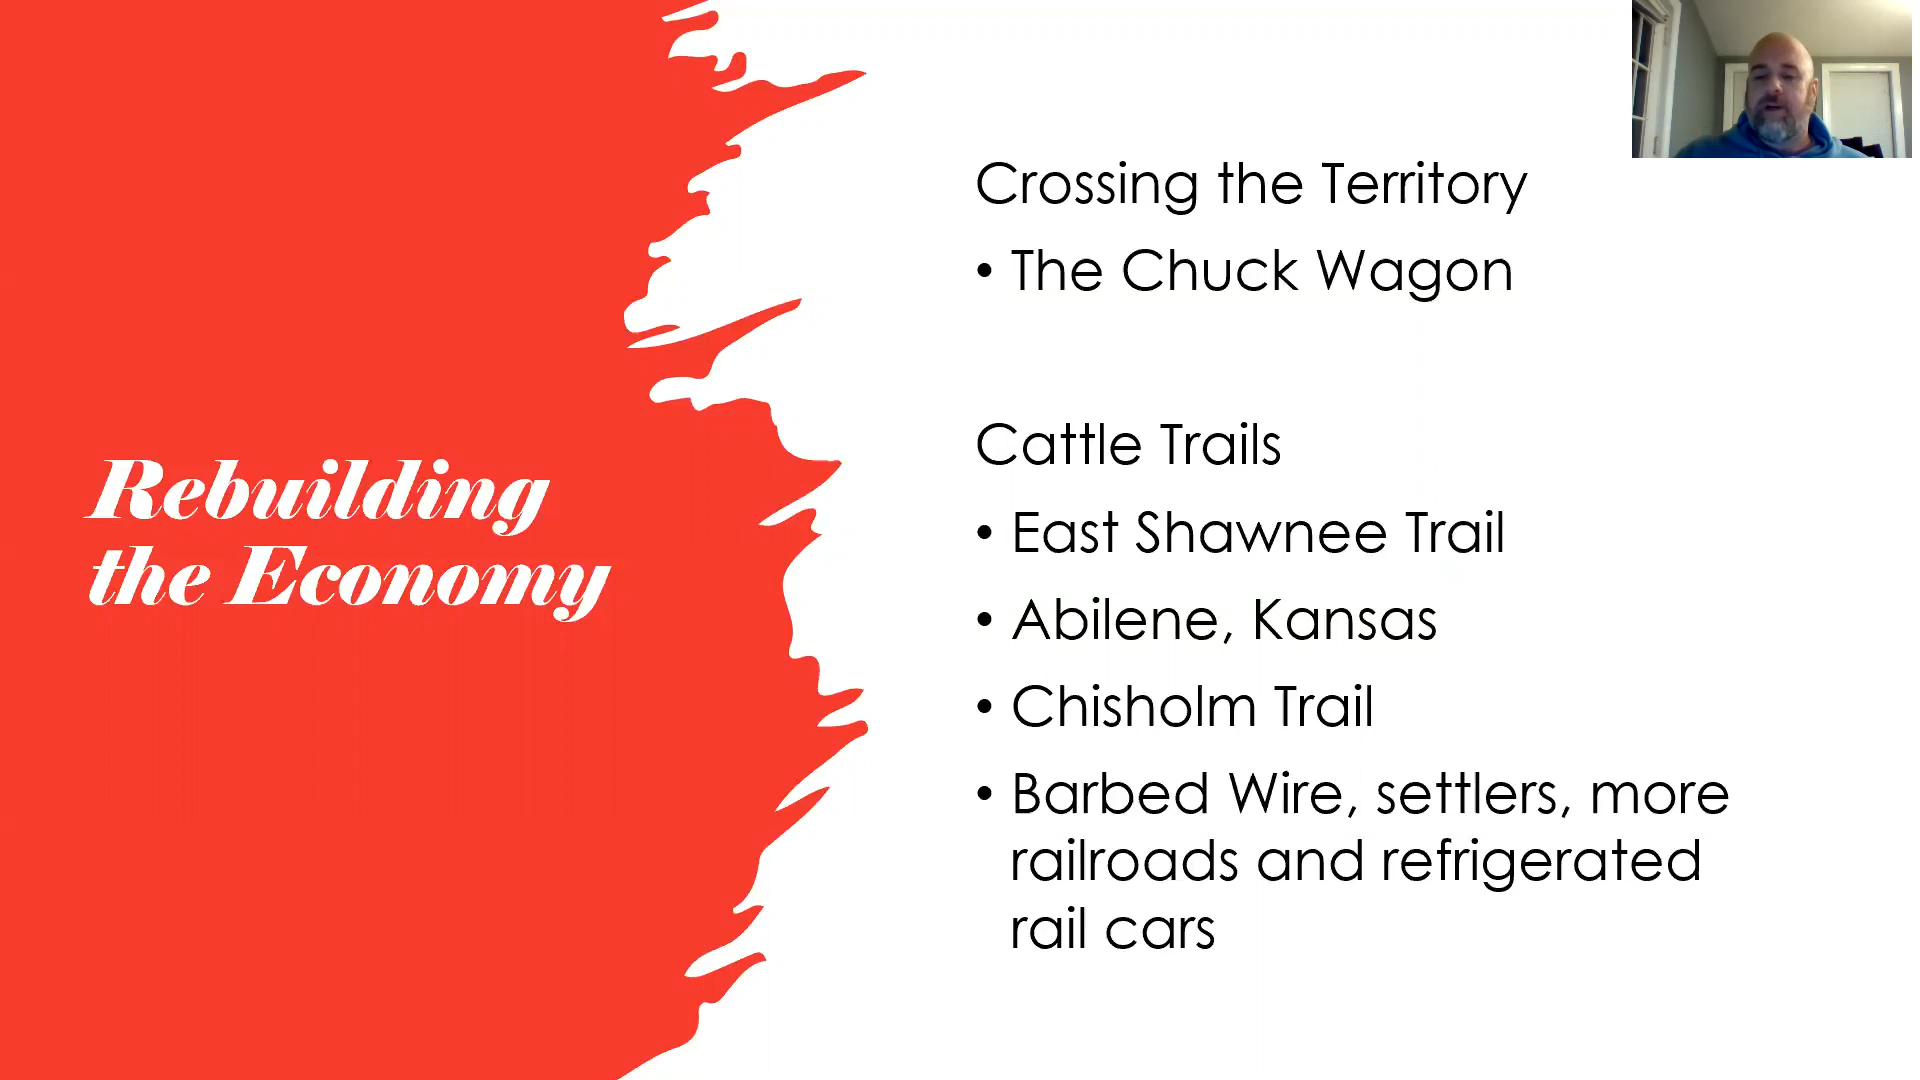 Rebuilding
the Economy
Crossing the Territory
• The Chuck Wagon
Cattle Trails
• East Shawnee Trail
• Abilene, Kansas
• Chisholm Trail
• Barbed Wire, settlers, more
railroads and refrigerated
rail cars